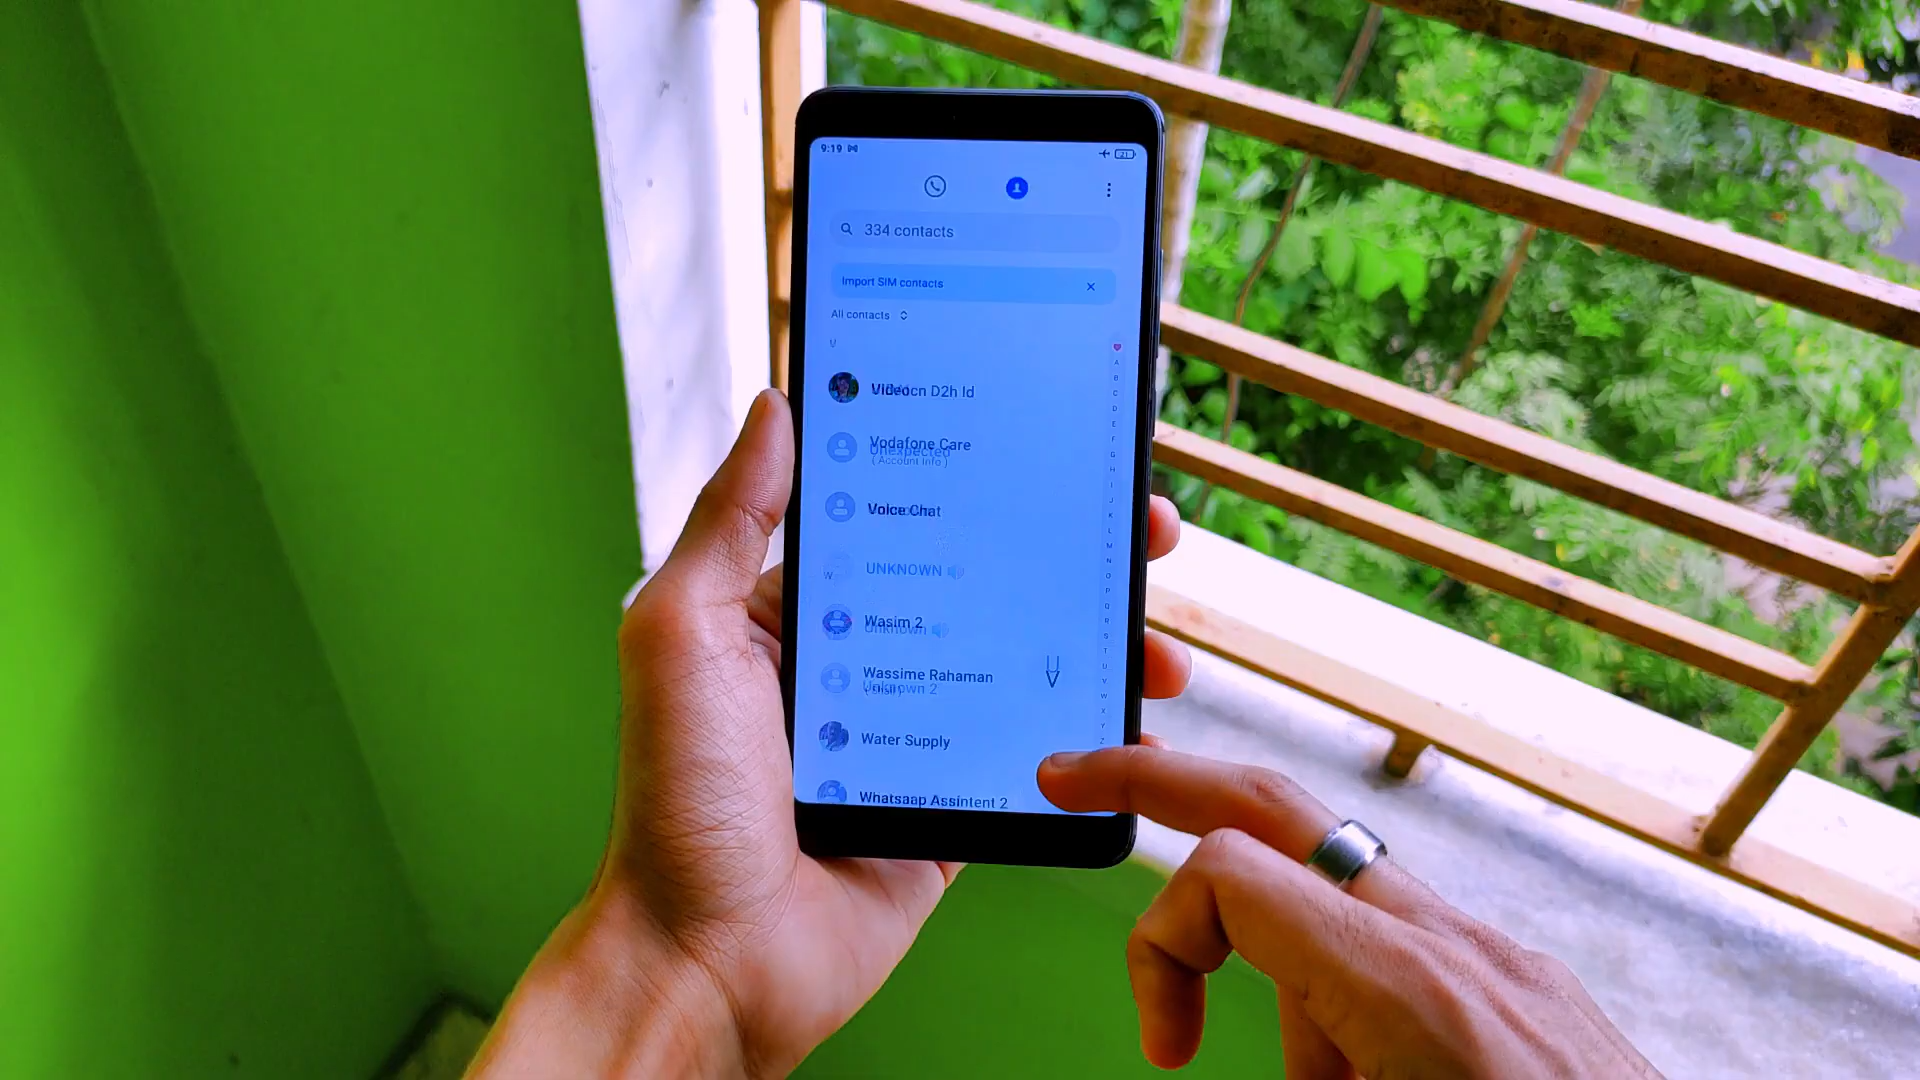 9:19
21
334 contacts
Import SIM contacts
All contacts
V
Videocn D2h Id
Vodafone Care
Unexpected
( Account Info )
Voice Chat
UNKNOWN
W
Wasim 2
Unknown
Wassime Rahaman
Unknown 2
Water Supply
Whatsaap Assintent 2
A
B
C
D
E
F
G
H
I
J
K
L
M
N
O
P
Q
R
S
T
U
V
W
X
Y
Z